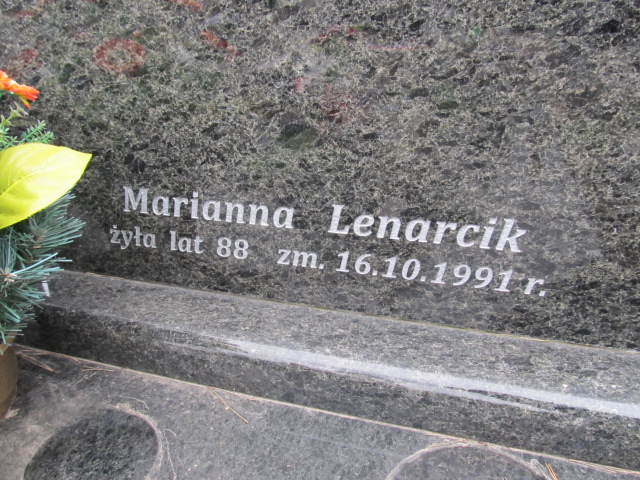 Marianna Lenarcik
żyła lat 88 zm. 16.10.1991 r.